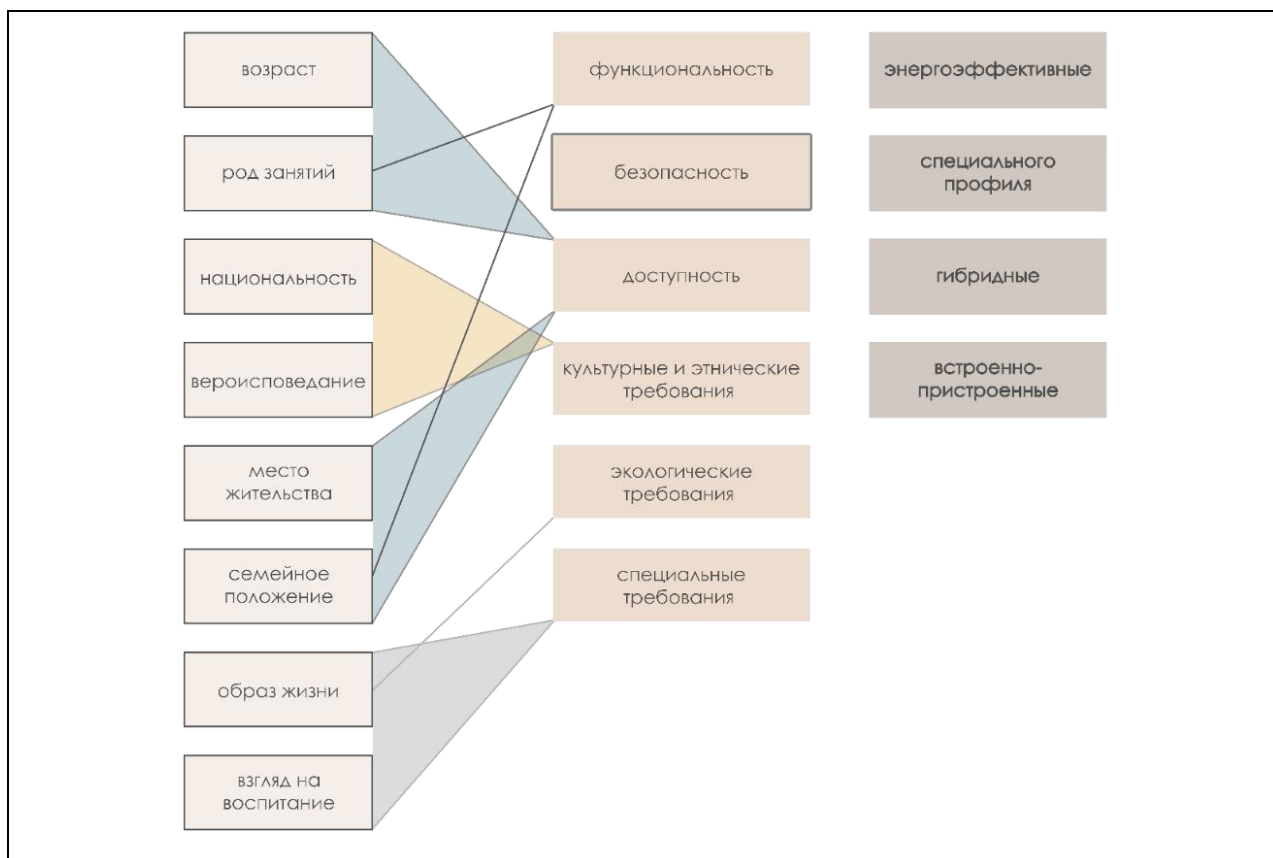 возраст
род занятий
национальность
вероисповедание
место
жительства
семейное
положение
образ жизни
взгляд на
воспитание
функциональность
безопасность
доступность
культурные и этнические
требования
экологические
требования
специальные
требования
энергоэффективные
специального
профиля
гибридные
встроенно-
пристроенные